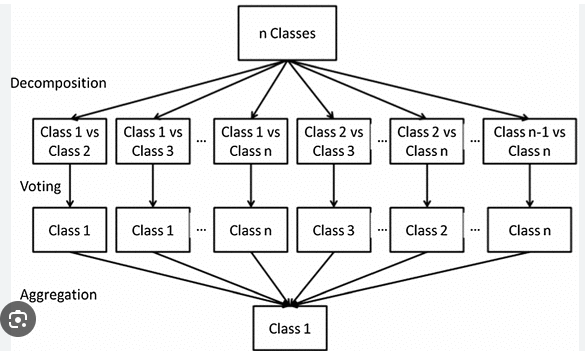 n Classes
Decomposition
Class 1 vs Class 2
Class 1 vs Class 3
...
Class 1 vs Class n
Class 2 vs Class 3
...
Class 2 vs Class n
...
Class n-1 vs Class n
Voting
Class 1
Class 1
...
Class n
Class 3
...
Class 2
...
Class n
Aggregation
Class 1